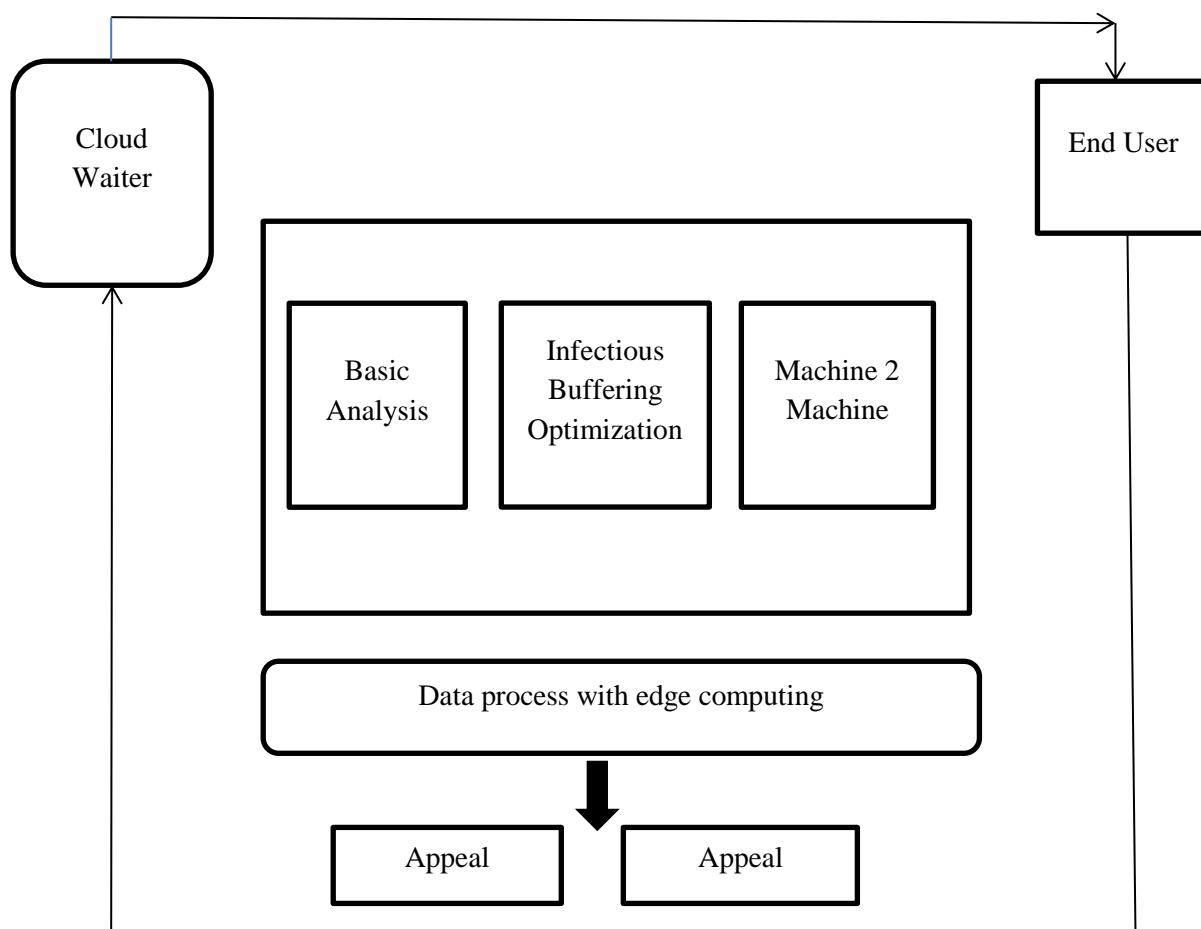 Cloud
Waiter
End User
Basic
Analysis
Infectious
Buffering
Optimization
Machine 2
Machine
Data process with edge computing
Appeal
Appeal